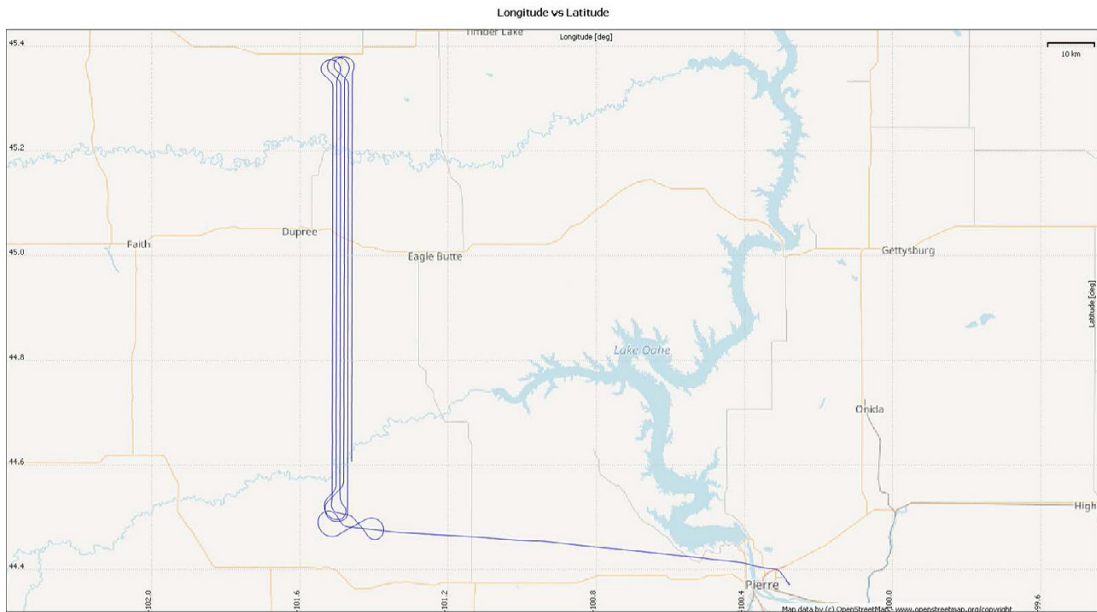 Longitude vs Latitude
Timber Lake
Longitude [deg]
45.4
10 km
45.2
Dupree
Faith
45.0
Eagle Butte
Gettysburg
Latitude [deg]
44.8
Lake Oahe
Onida
44.6
High
44.4
Pierre
-102.0
-101.6
-101.2
-100.8
-100.4
-100.0
-99.6
Map data by (c) OpenStreetMap, www.openstreetmap.org/copyright